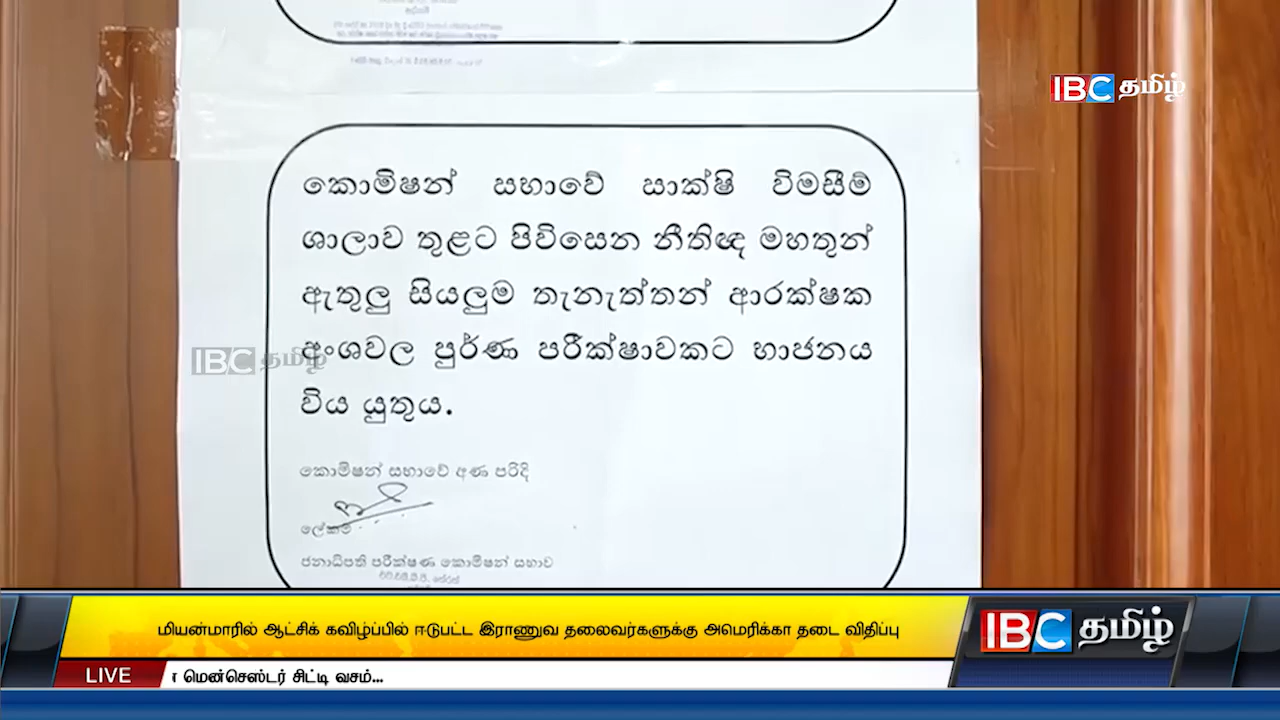 IBC தமிழ்
කොමිෂන් සභාවේ සාක්ෂි විමසීම්
ශාලාව තුළට පිවිසෙන නීතිඥ මහතුන්
ඇතුලු සියලුම තැනැත්තන් ආරක්ෂක
අංශවල පුර්ණ පරීක්ෂාවකට භාජනය
විය යුතුය.
IBC தமிழ்
කොමිෂන් සභාවේ අණ පරිදි
ලේකම්
ජනාධිපති පරීක්ෂණ කොමිෂන් සභාව
மியன்மாரில் ஆட்சிக் கவிழ்ப்பில் ஈடுபட்ட இராணுவ தலைவர்களுக்கு அமெரிக்கா தடை விதிப்பு
IBC தமிழ்
LIVE
மென்செஸ்டர் சிட்டி வசம்...